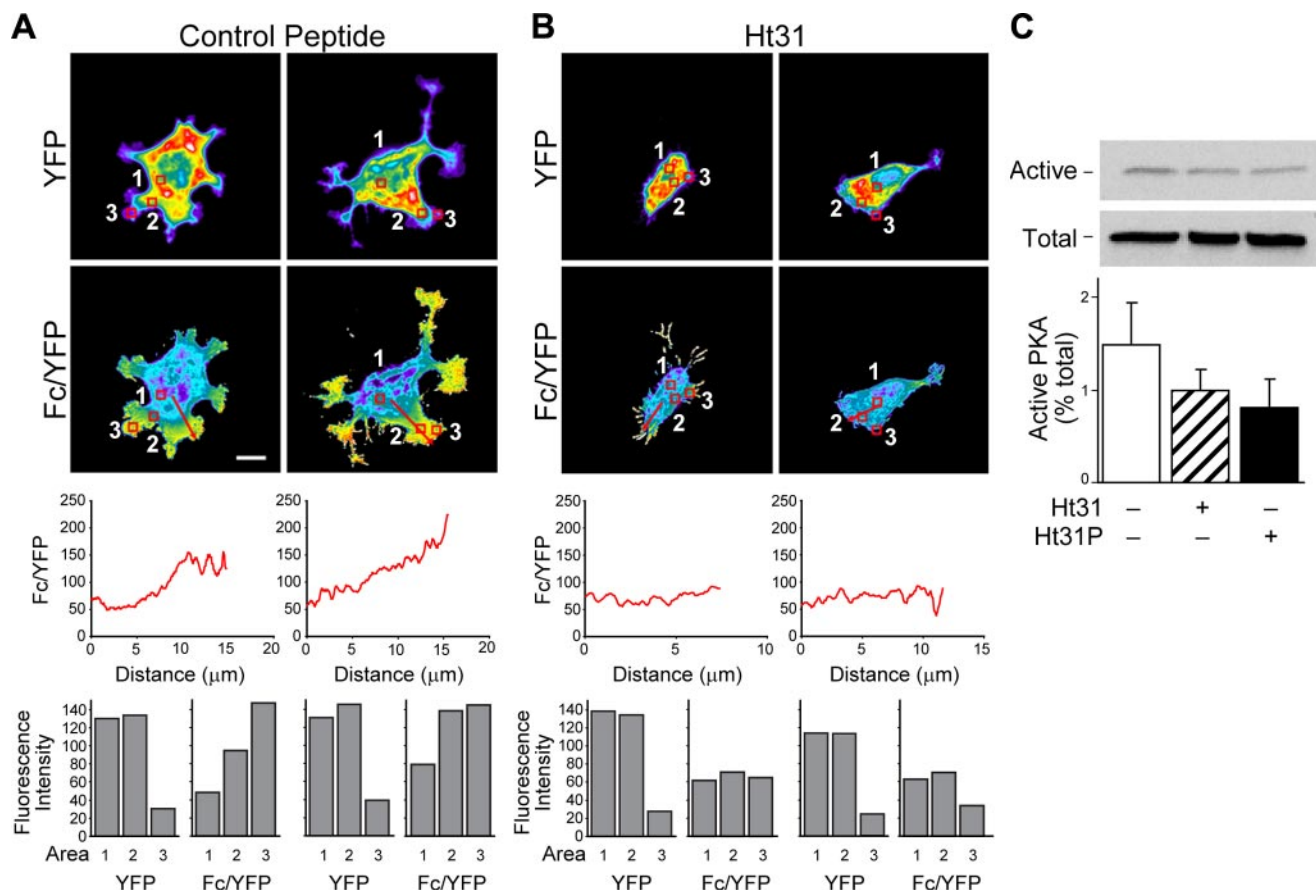 A
Control Peptide
B
Ht31
C
YFP
1
2
3
1
2
3
YFP
1
2
3
1
2
3
Active –
Total –
Fc/YFP
1
2
3
1
2
3
Fc/YFP
1
2
3
1
2
3
Active PKA
(% total)
2
1
0
Ht31 – + –
Ht31P – – +
Fc/YFP
250
200
150
100
50
0
0 5 10 15 20
Distance (μm)
250
200
150
100
50
0
0 5 10 15 20
Distance (μm)
Fc/YFP
250
200
150
100
50
0
0 5 10
Distance (μm)
250
200
150
100
50
0
0 5 10 15
Distance (μm)
Fluorescence
Intensity
140
120
100
80
60
40
20
0
Area 1 2 3 1 2 3 1 2 3 1 2 3
YFP Fc/YFP YFP Fc/YFP
Fluorescence
Intensity
140
120
100
80
60
40
20
0
Area 1 2 3 1 2 3 1 2 3 1 2 3
YFP Fc/YFP YFP Fc/YFP